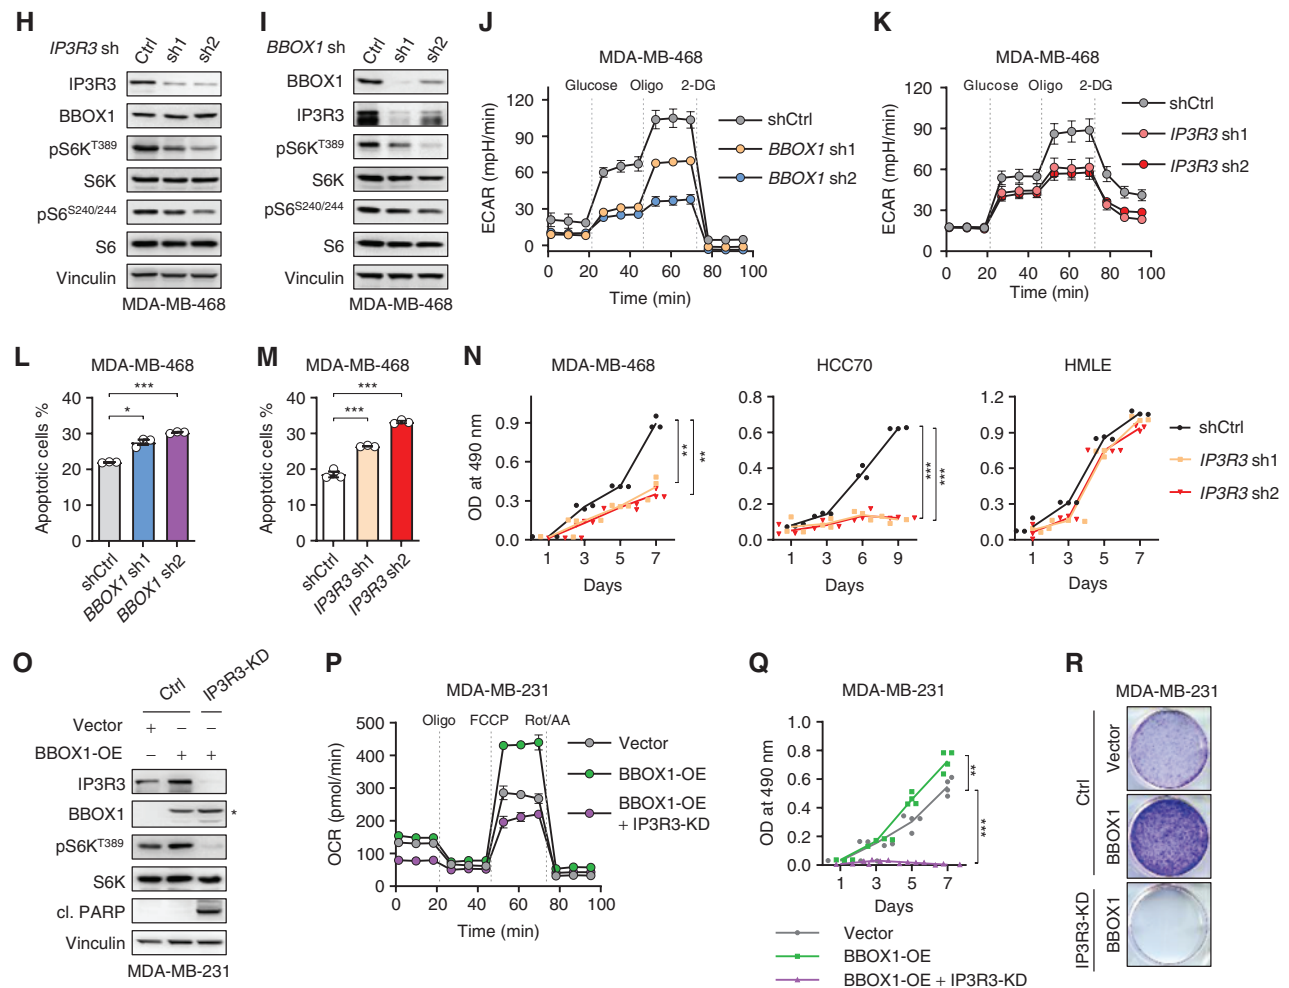 H
IP3R3 sh
Ctrl
sh1
sh2
IP3R3
BBOX1
pS6KT389
S6K
pS6S240/244
S6
Vinculin
MDA-MB-468
I
BBOX1 sh
Ctrl
sh1
sh2
BBOX1
IP3R3
pS6KT389
S6K
pS6S240/244
S6
Vinculin
MDA-MB-468
J
MDA-MB-468
Glucose Oligo 2-DG
ECAR (mpH/min)
120
90
60
30
0
0 20 40 60 80 100
Time (min)
shCtrl
BBOX1 sh1
BBOX1 sh2
K
MDA-MB-468
Glucose Oligo 2-DG
ECAR (mpH/min)
120
90
60
30
0
0 20 40 60 80 100
Time (min)
shCtrl
IP3R3 sh1
IP3R3 sh2
L
MDA-MB-468
***
*
Apoptotic cells %
40
30
20
10
0
shCtrl
BBOX1 sh1
BBOX1 sh2
M
MDA-MB-468
***
***
Apoptotic cells %
40
30
20
10
0
shCtrl
IP3R3 sh1
IP3R3 sh2
N
MDA-MB-468
OD at 490 nm
0.9
0.6
0.3
0.0
1 3 5 7
Days
**
**
HCC70
0.8
0.6
0.4
0.2
0.0
1 3 6 9
Days
***
***
HMLE
1.2
0.9
0.6
0.3
0.0
1 3 5 7
Days
shCtrl
IP3R3 sh1
IP3R3 sh2
O
Ctrl
IP3R3-KD
Vector + – –
BBOX1-OE – + +
IP3R3
BBOX1 *
pS6KT389
S6K
cl. PARP
Vinculin
MDA-MB-231
P
MDA-MB-231
Oligo FCCP Rot/AA
OCR (pmol/min)
500
400
300
200
100
0
0 20 40 60 80 100
Time (min)
Vector
BBOX1-OE
BBOX1-OE
+ IP3R3-KD
Q
MDA-MB-231
OD at 490 nm
1.0
0.8
0.6
0.4
0.2
0.0
1 3 5 7
Days
**
***
Vector
BBOX1-OE
BBOX1-OE + IP3R3-KD
R
MDA-MB-231
Ctrl
Vector
BBOX1
IP3R3-KD
BBOX1